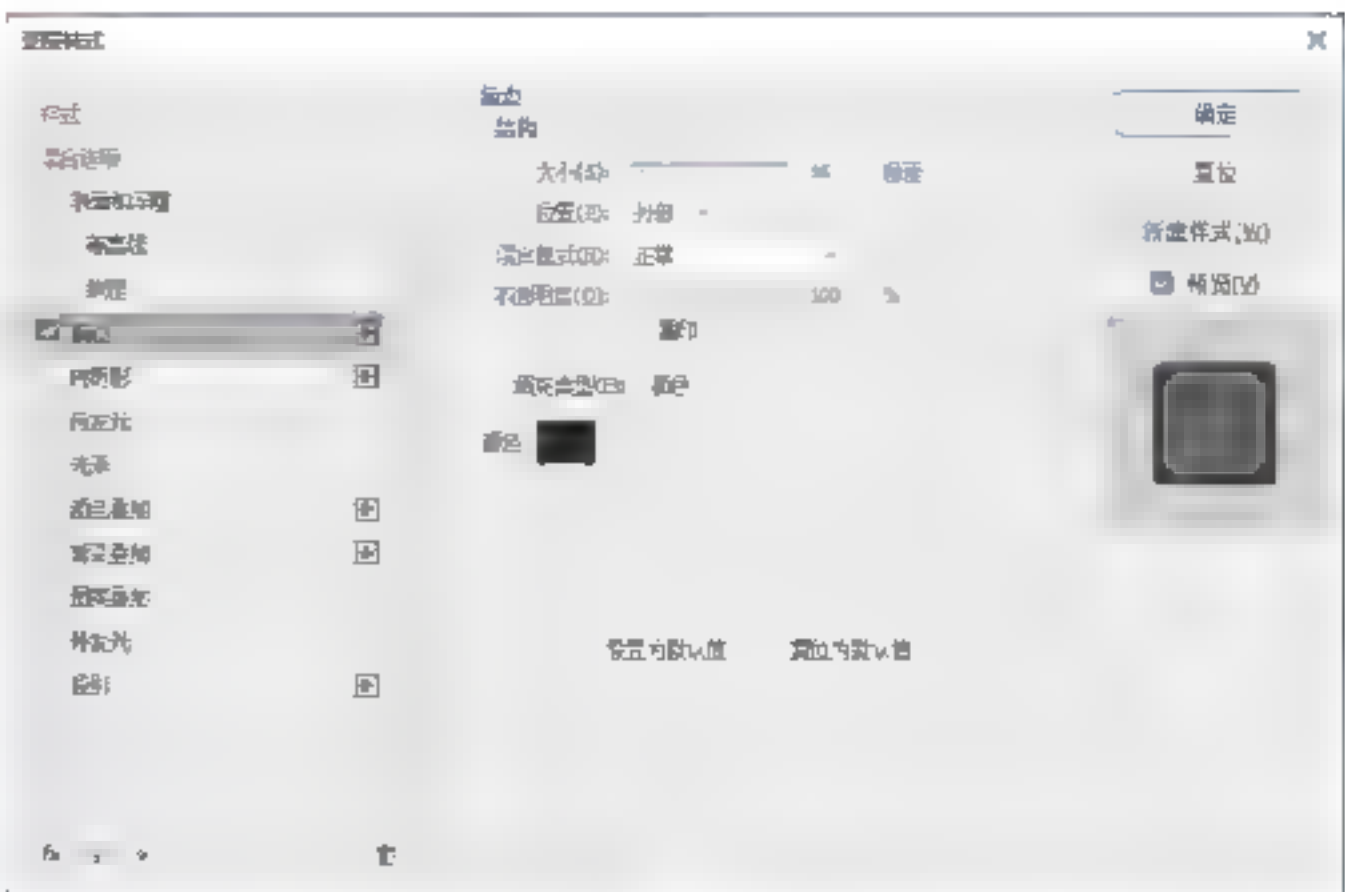 图层样式
样式
混合选项
斜面和浮雕
等高线
纹理
描边
内阴影
内发光
光泽
颜色叠加
渐变叠加
图案叠加
外发光
投影
fx
描边
结构
大小(S):
像素
位置(P): 外部
混合模式(B): 正常
不透明度(O): 100 %
叠印
填充类型(F): 颜色
颜色
设置为默认值 复位为默认值
确定
复位
新建样式(W)
预览(V)